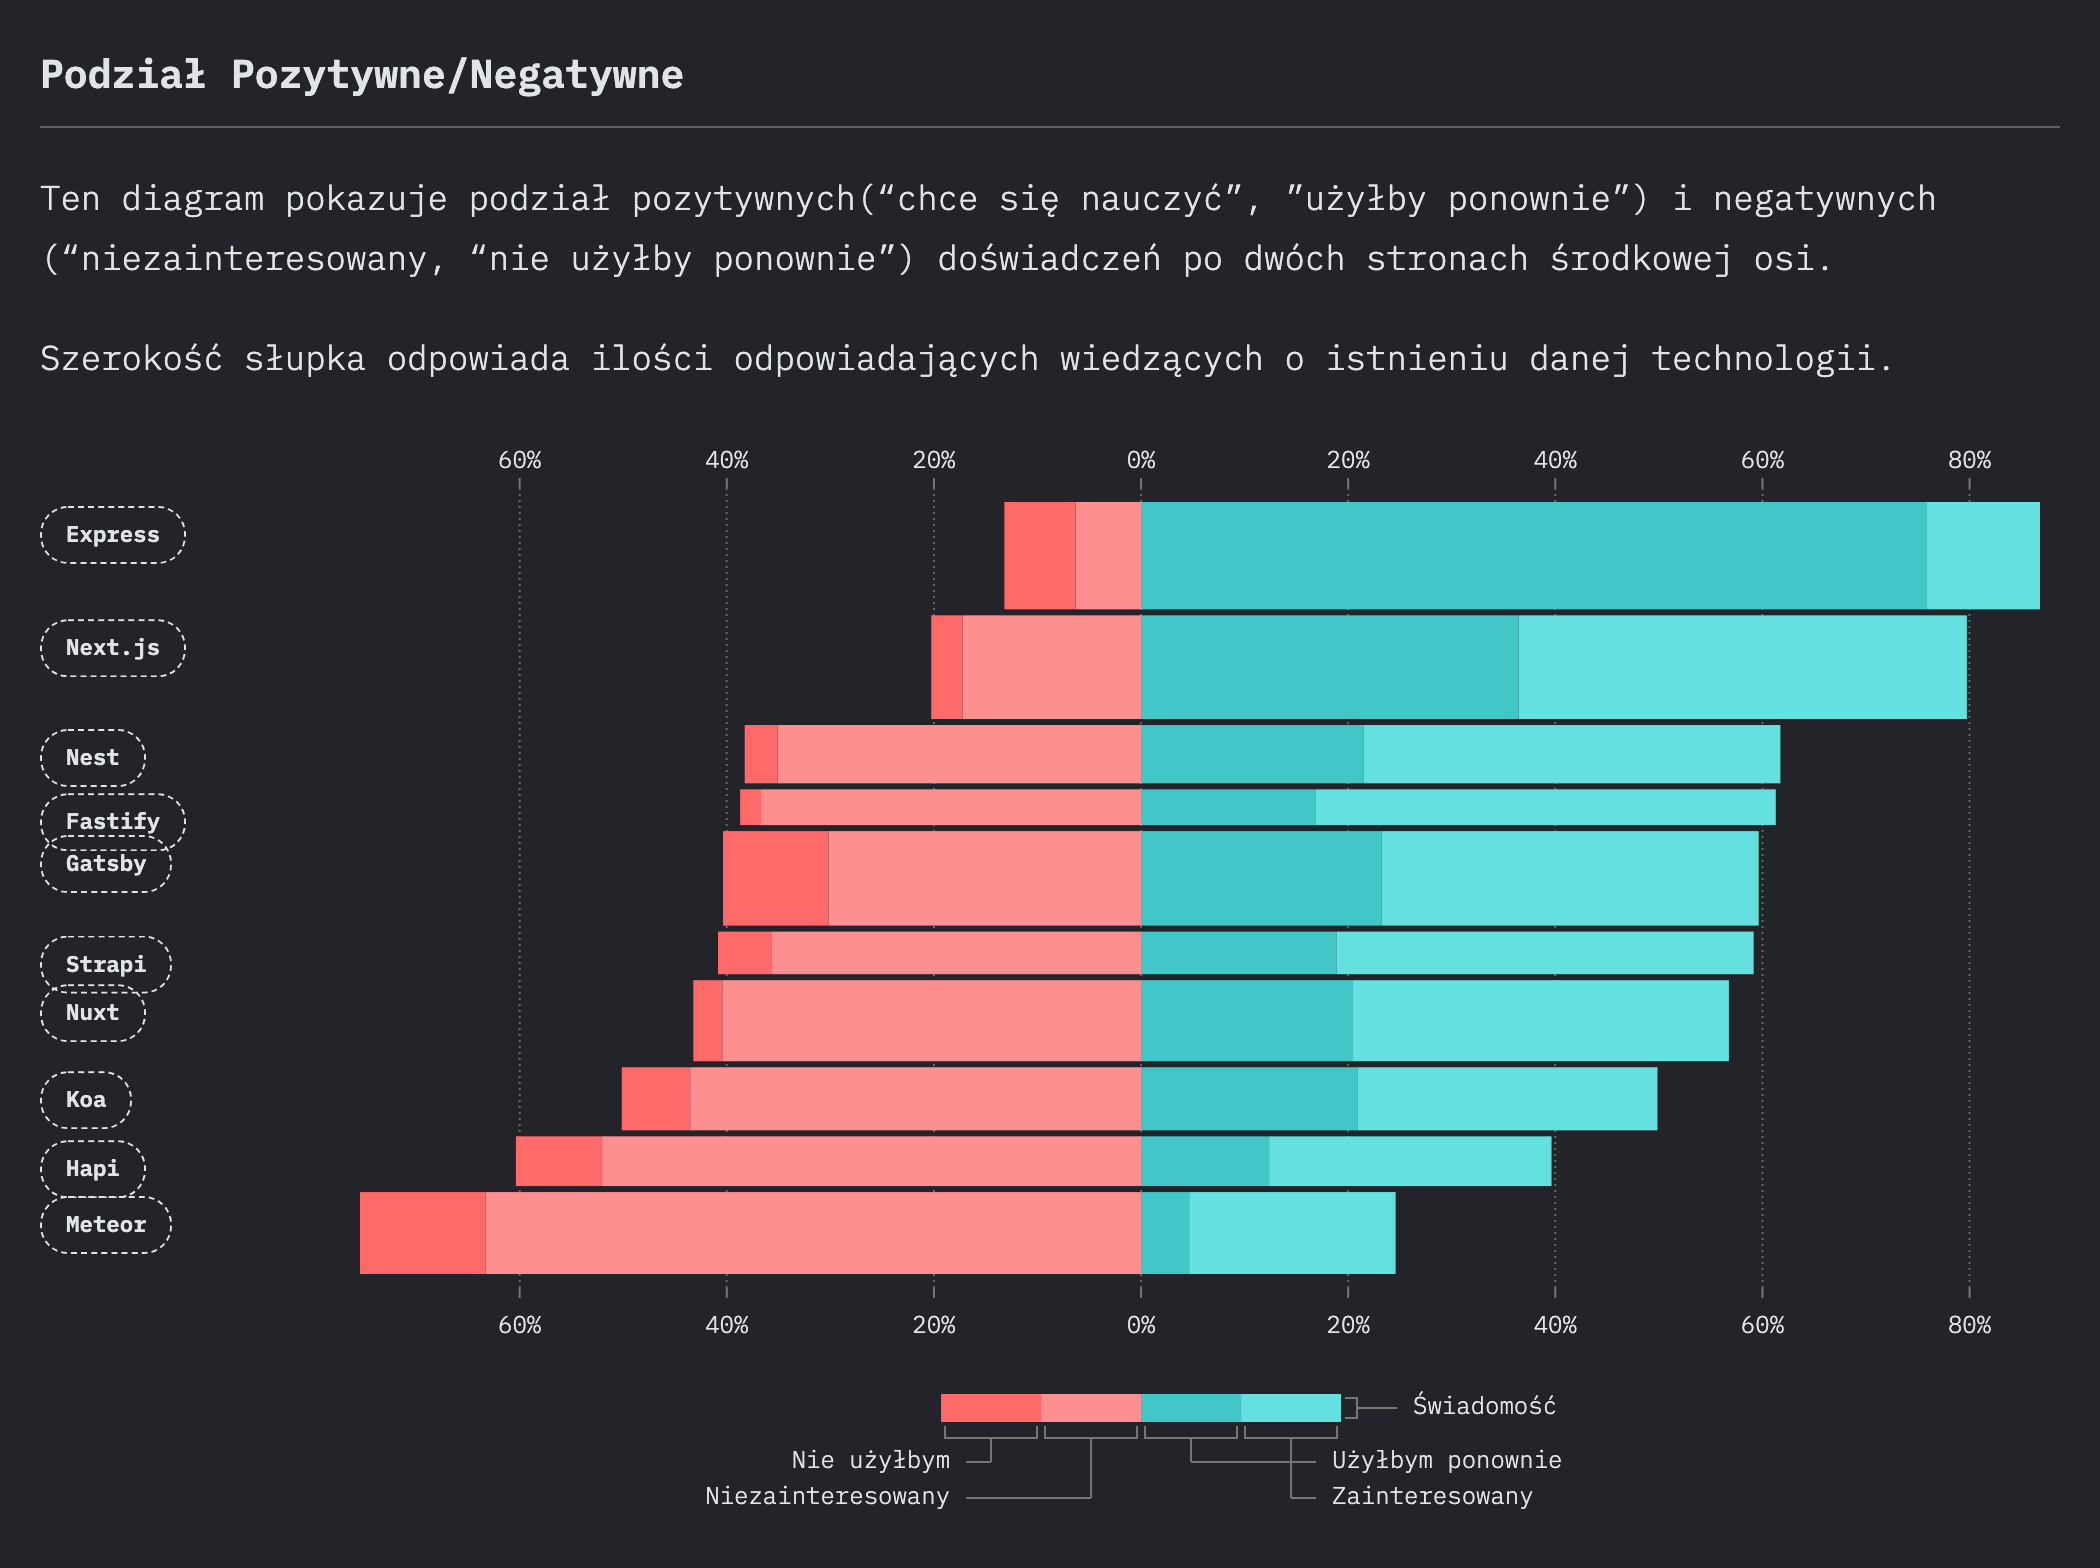 Podział Pozytywne/Negatywne
Ten diagram pokazuje podział pozytywnych(“chce się nauczyć”, ”użyłby ponownie”) i negatywnych
(“niezainteresowany, “nie użyłby ponownie”) doświadczeń po dwóch stronach środkowej osi.
Szerokość słupka odpowiada ilości odpowiadających wiedzących o istnieniu danej technologii.
60% 40% 20% 0% 20% 40% 60% 80%
Express
Next.js
Nest
Fastify
Gatsby
Strapi
Nuxt
Koa
Hapi
Meteor
60% 40% 20% 0% 20% 40% 60% 80%
Świadomość
Nie użyłbym Użyłbym ponownie
Niezainteresowany Zainteresowany